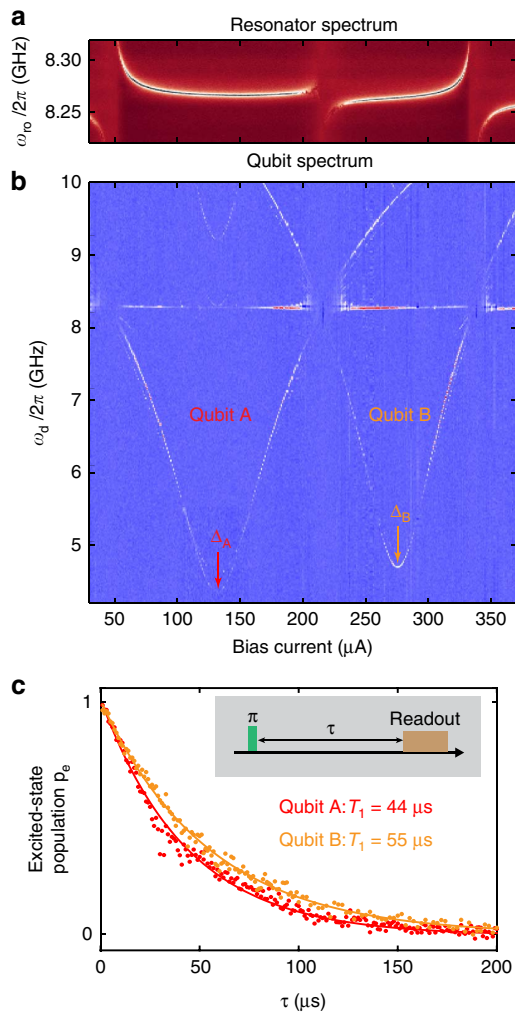 a
Resonator spectrum
8.30
8.25
ω_ro/2π (GHz)
Qubit spectrum
b
10
9
8
7
6
5
ω_d/2π (GHz)
Qubit A
Qubit B
Δ_A
Δ_B
50 100 150 200 250 300 350
Bias current (μA)
c
1
0
Excited-state
population p_e
π
τ
Readout
Qubit A: T₁ = 44 μs
Qubit B: T₁ = 55 μs
0 50 100 150 200
τ (μs)